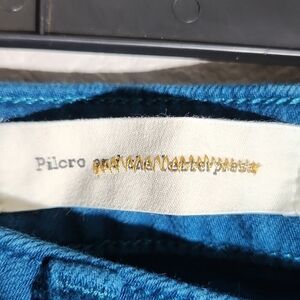 Pilcro and the letterpress